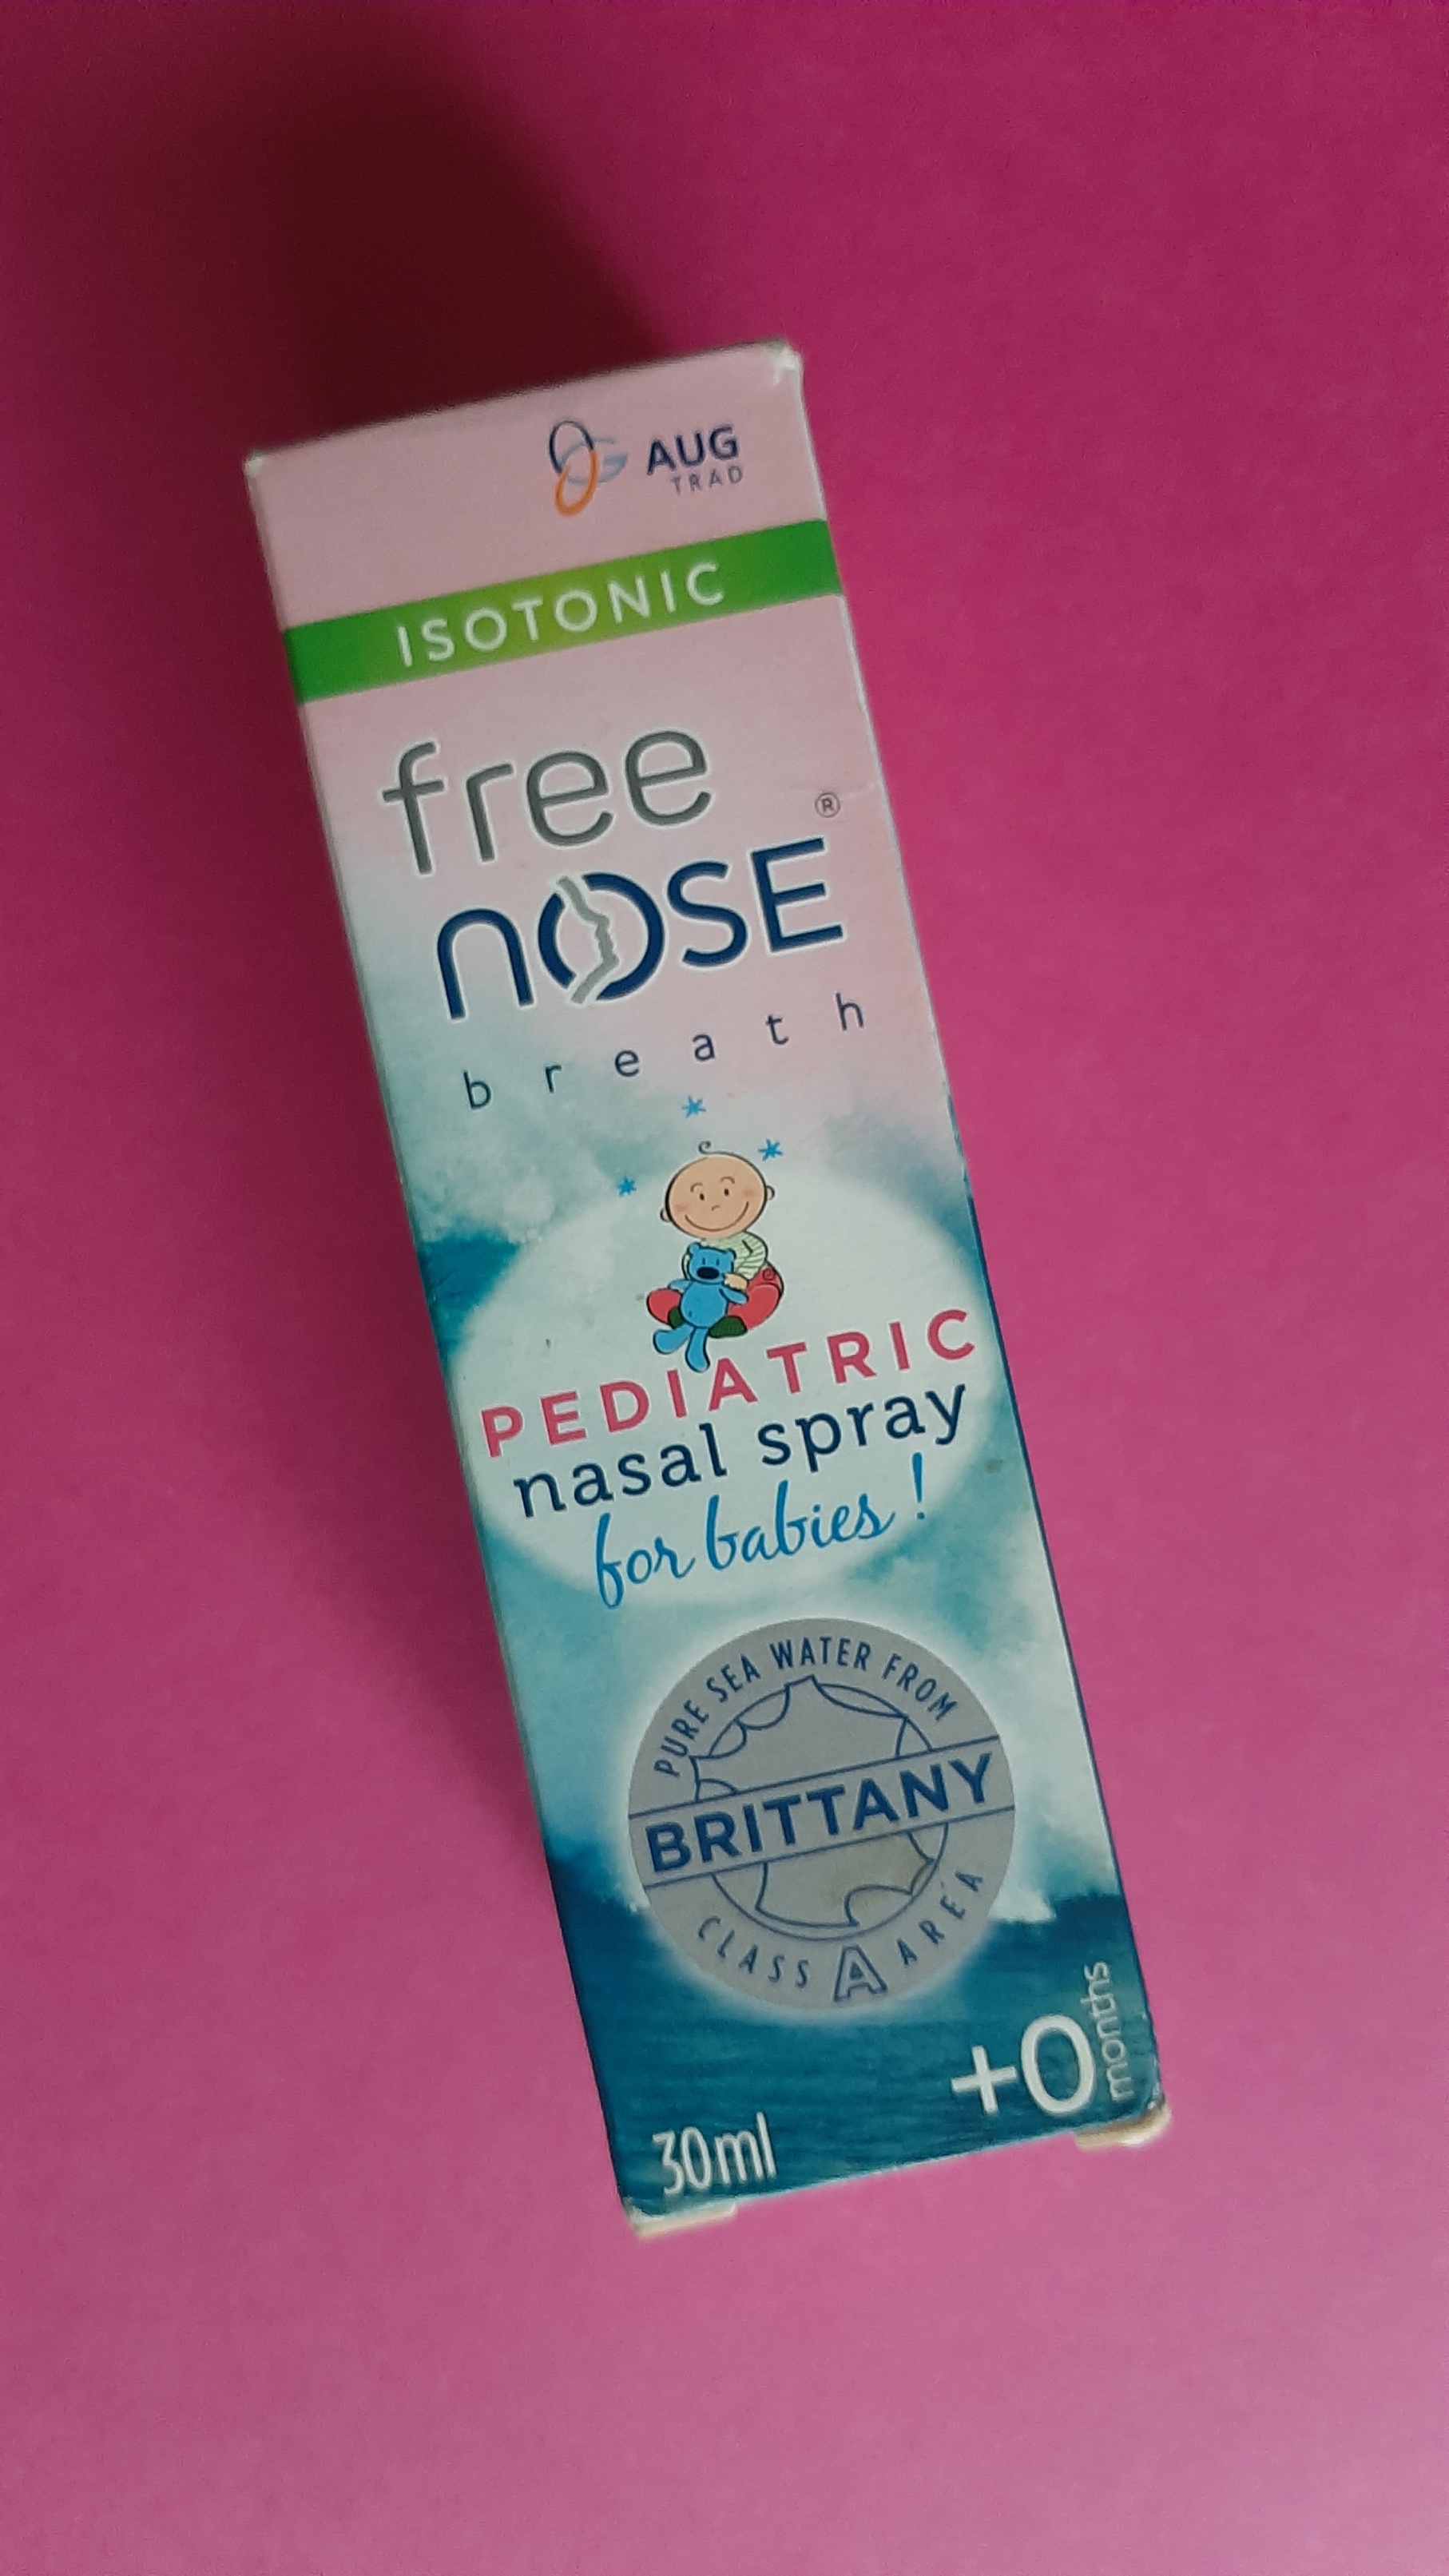 AUG
TRAD
ISOTONIC
free
nOSE®
breath
PEDIATRIC
nasal spray
for babies!
PURE SEA WATER FROM
BRITTANY
CLASS A AREA
+0 months
30ml